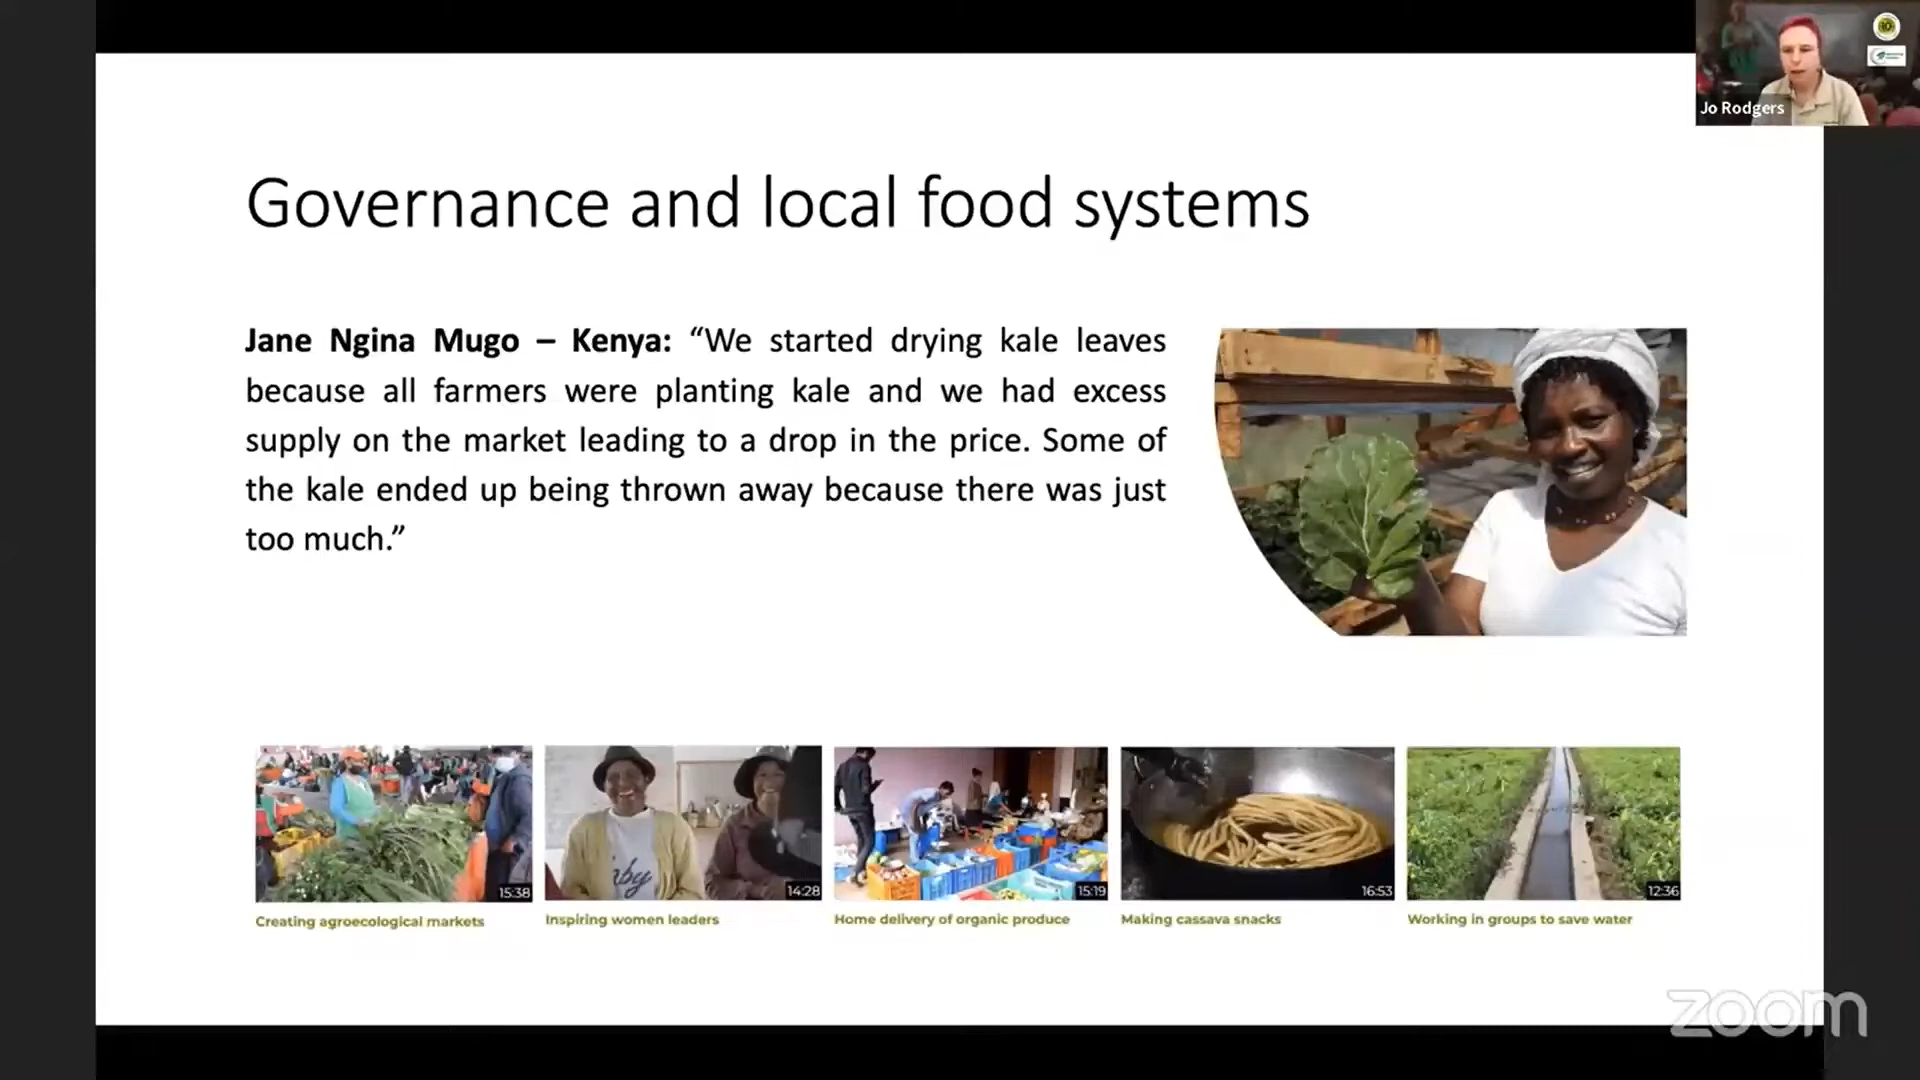 Jo Rodgers
Governance and local food systems
Jane Ngina Mugo – Kenya: “We started drying kale leaves
because all farmers were planting kale and we had excess
supply on the market leading to a drop in the price. Some of
the kale ended up being thrown away because there was just
too much.”
15:38
14:28
15:19
16:53
12:36
Creating agroecological markets
Inspiring women leaders
Home delivery of organic produce
Making cassava snacks
Working in groups to save water
zoom